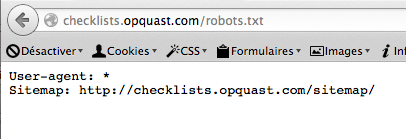 checklists.opquast.com/robots.txt
Désactiver Cookies CSS Formulaires Images
User-agent: *
Sitemap: http://checklists.opquast.com/sitemap/